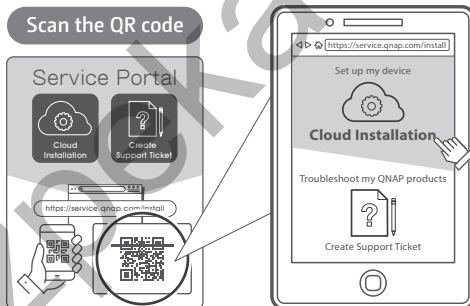 Scan the QR code
Service Portal
Cloud
Installation
Create
Support Ticket
https://service.qnap.com/install
https://service.qnap.com/install
Set up my device
Cloud Installation
Troubleshoot my QNAP products
Create Support Ticket